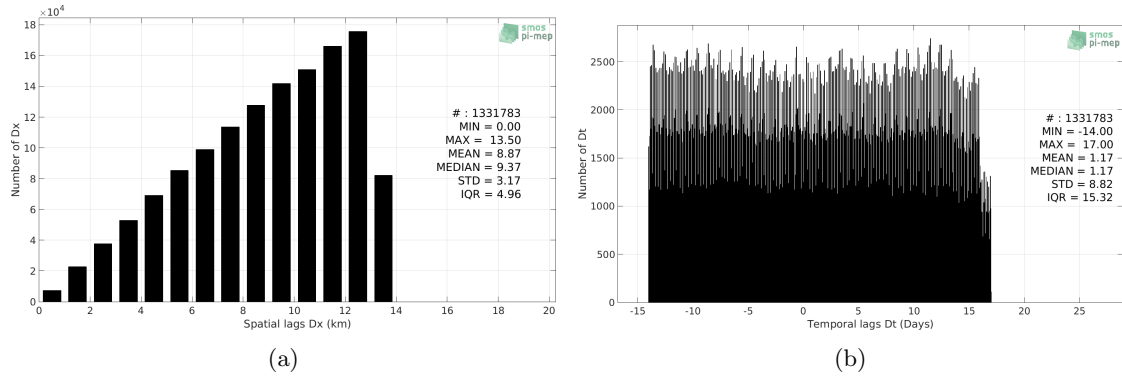 ×10⁴
18
16
14
12
10
8
6
4
2
0
Number of Dx
0 2 4 6 8 10 12 14 16 18 20
Spatial lags Dx (km)
smos
pi-mep
# : 1331783
MIN = 0.00
MAX = 13.50
MEAN = 8.87
MEDIAN = 9.37
STD = 3.17
IQR = 4.96
(a)
2500
2000
1500
1000
500
0
Number of Dt
-15 -10 -5 0 5 10 15 20 25
Temporal lags Dt (Days)
smos
pi-mep
# : 1331783
MIN = -14.00
MAX = 17.00
MEAN = 1.17
MEDIAN = 1.17
STD = 8.82
IQR = 15.32
(b)